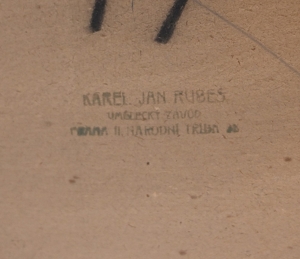 KAREL JAN RUBEŠ
UMĚLECKÝ ZÁVOD
PRAHA II. NÁRODNÍ TŘÍDA